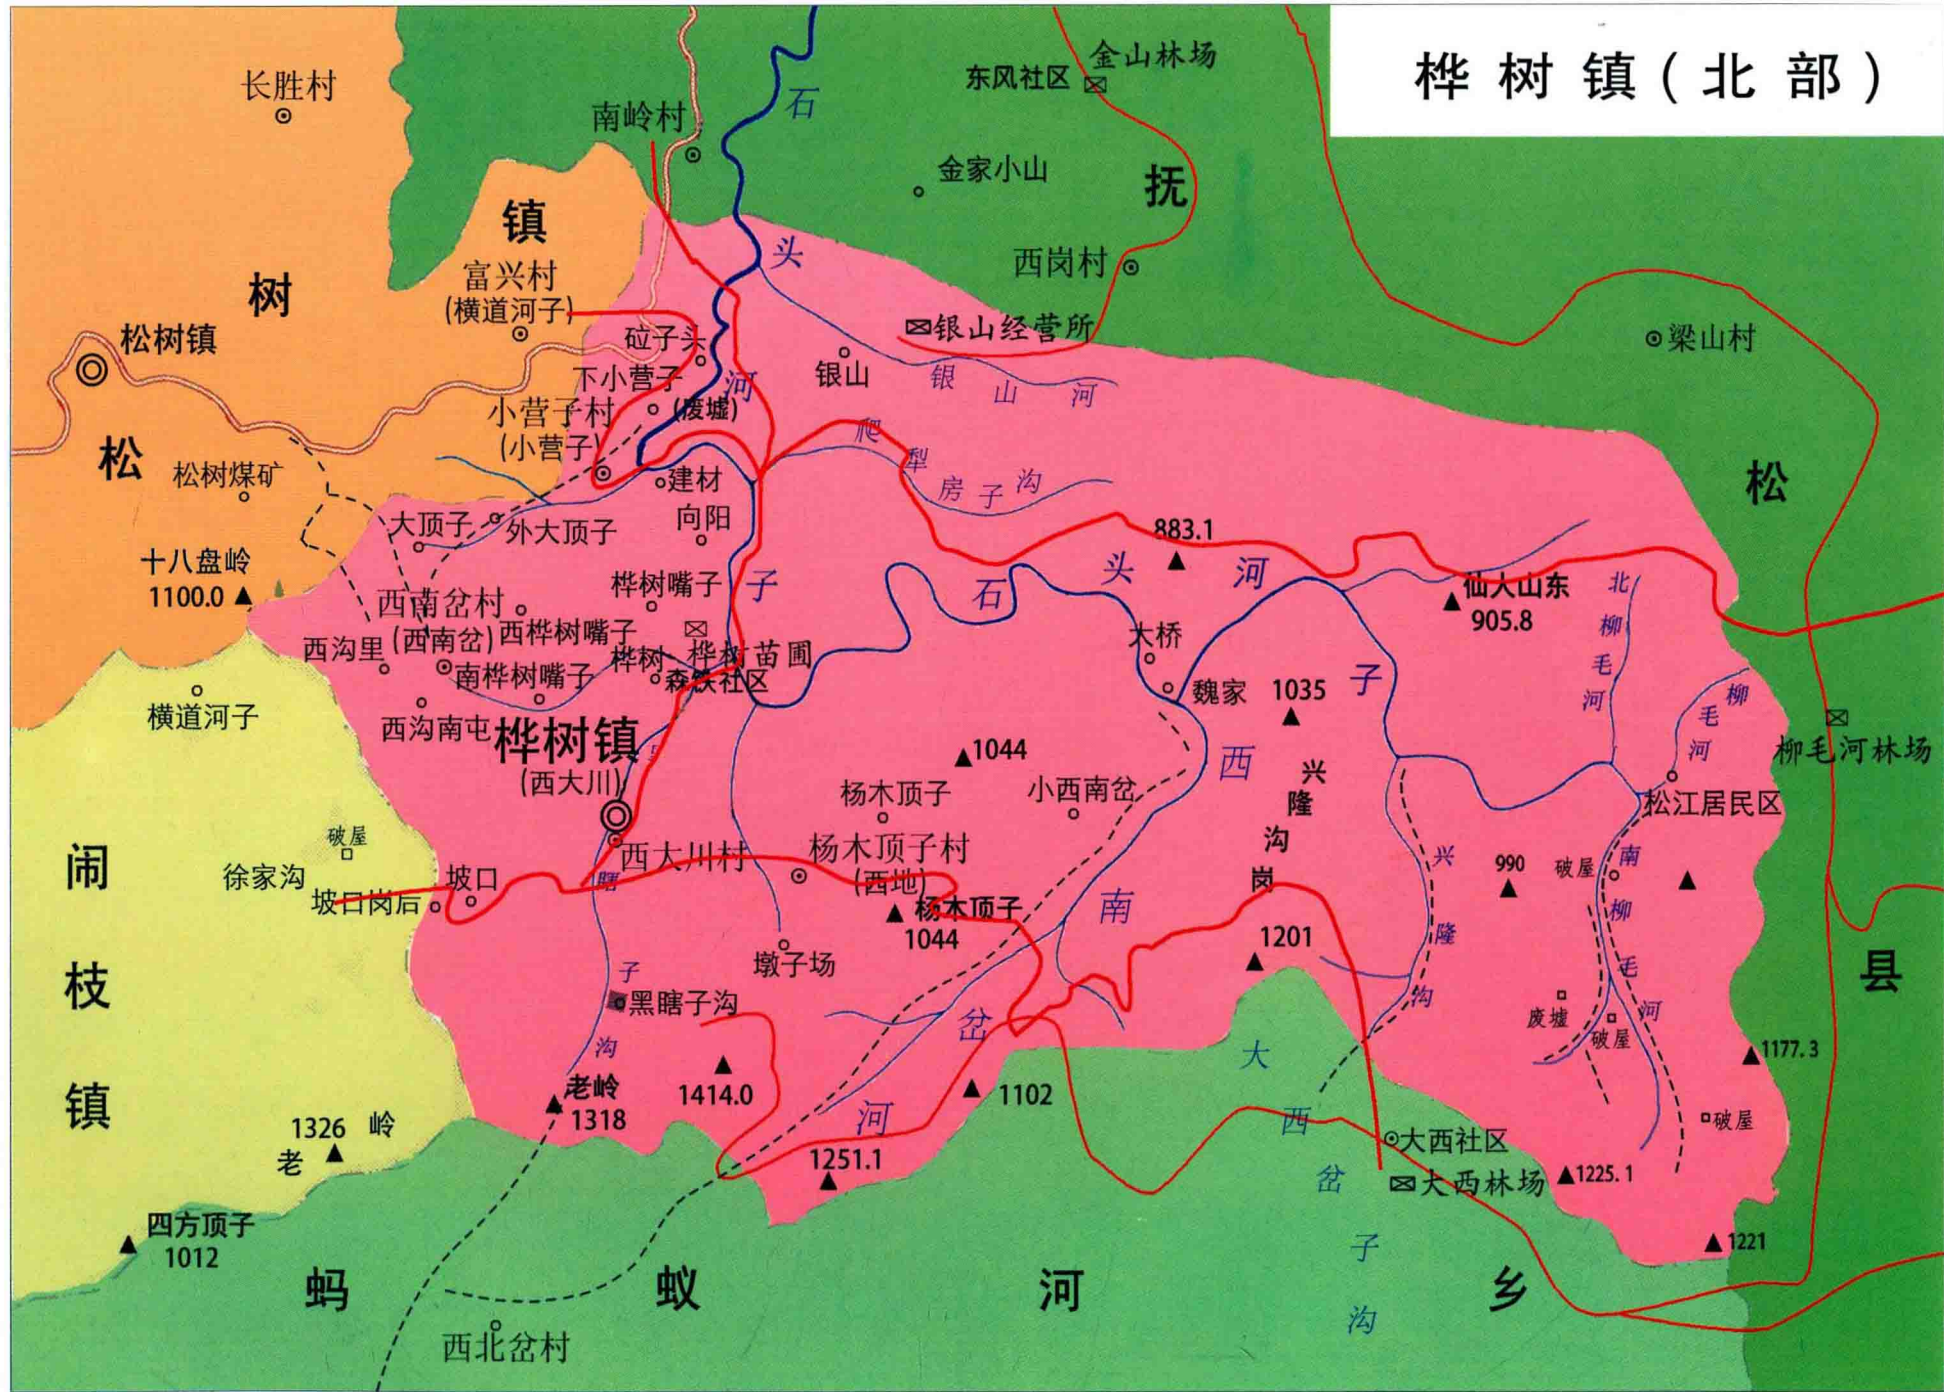 桦树镇(北部)
长胜村
南岭村
石
东风社区
金山林场
金家小山
抚
镇
树
富兴村
(横道河子)
头
西岗村
松树镇
砬子头
银山经营所
梁山村
下小营子
河
银山
银山河
小营子村
(废墟)
(小营子)
爬犁房子沟
松
松树煤矿
建材
松
大顶子
外大顶子
向阳
883.1
十八盘岭
1100.0
桦树嘴子
子
石
头
河
仙人山东
905.8
北柳毛河
西南岔村
(西南岔)
西桦树嘴子
西沟里
桦树
桦树苗圃
大桥
南桦树嘴子
森铁社区
魏家
1035
子
柳毛河
横道河子
西沟南屯
桦树镇
(西大川)
1044
西
兴隆沟岗
柳毛河林场
杨木顶子
小西南岔
松江居民区
破屋
西大川村
杨木顶子村
(西地)
兴隆沟
990
破屋
南柳毛河
闹枝镇
徐家沟
坡口岗后
坡口
瞎
杨木顶子
1044
南
1201
县
墩子场
子
黑瞎子沟
岔
废墟
破屋
沟
大西岔子沟
1177.3
老岭
1318
1414.0
1102
河
破屋
1326
老岭
1251.1
大西社区
大西林场
1225.1
四方顶子
1012
1221
蚂蚁河乡
西北岔村